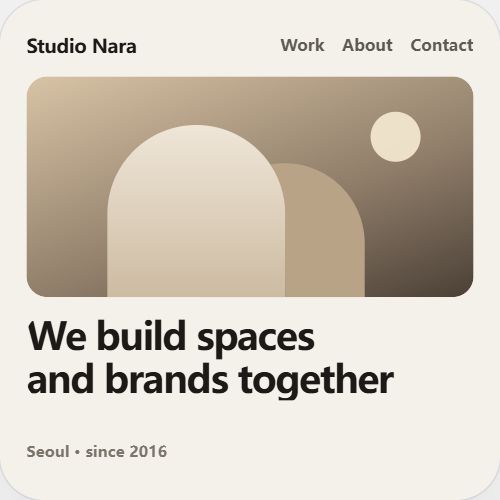 Studio Nara
Work About Contact
We build spaces
and brands together
Seoul • since 2016